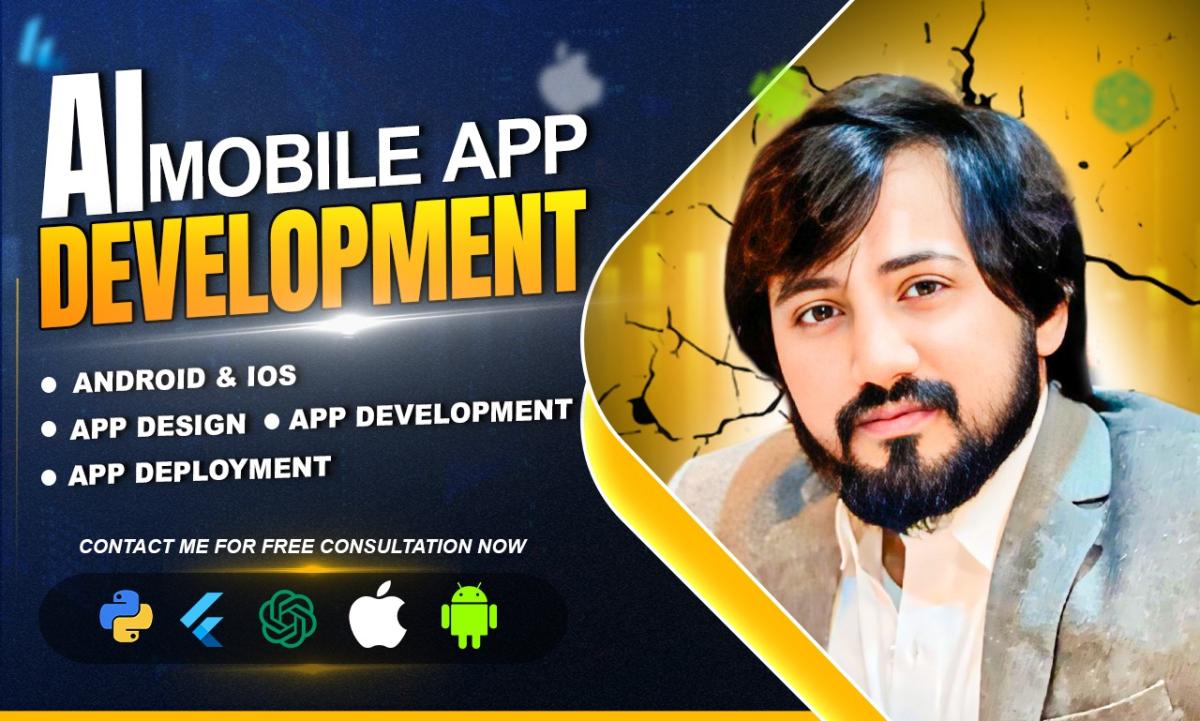 AI MOBILE APP
DEVELOPMENT
● ANDROID & IOS
● APP DESIGN ● APP DEVELOPMENT
● APP DEPLOYMENT
CONTACT ME FOR FREE CONSULTATION NOW